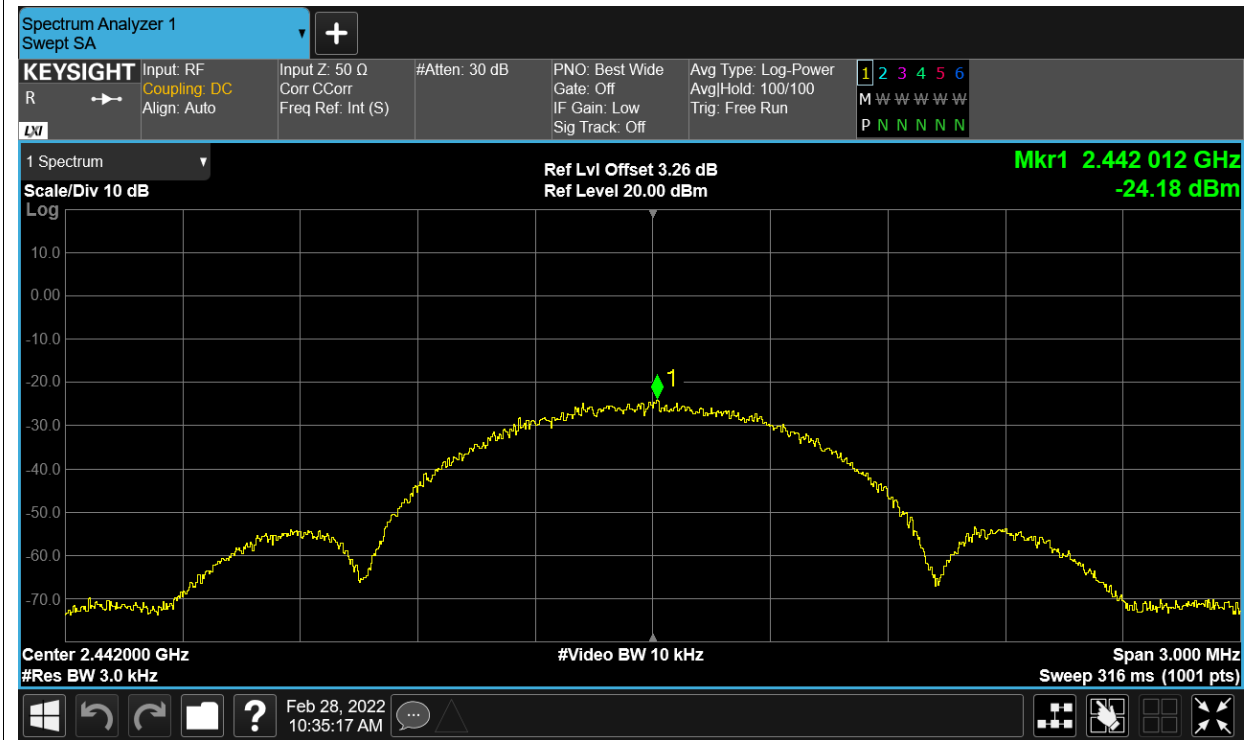 Spectrum Analyzer 1
Swept SA
+
KEYSIGHT
R
LXI
Input: RF
Coupling: DC
Align: Auto
Input Z: 50 Ω
Corr CCorr
Freq Ref: Int (S)
#Atten: 30 dB
PNO: Best Wide
Gate: Off
IF Gain: Low
Sig Track: Off
Avg Type: Log-Power
Avg|Hold: 100/100
Trig: Free Run
1 2 3 4 5 6
M W W W W W
P N N N N N N
1 Spectrum
Scale/Div 10 dB
Ref Lvl Offset 3.26 dB
Ref Level 20.00 dBm
Mkr1 2.442 012 GHz
-24.18 dBm
Log
10.0
0.00
-10.0
-20.0
-30.0
-40.0
-50.0
-60.0
-70.0
1
Center 2.442000 GHz
#Res BW 3.0 kHz
#Video BW 10 kHz
Span 3.000 MHz
Sweep 316 ms (1001 pts)
?
Feb 28, 2022
10:35:17 AM